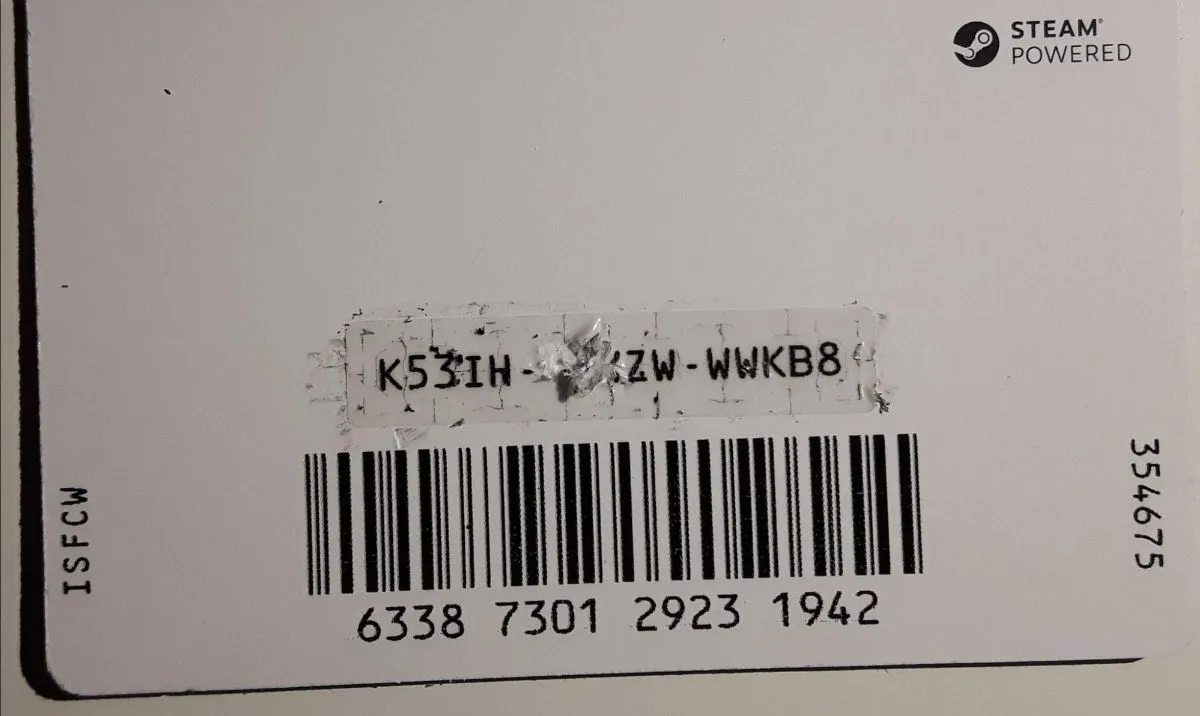 STEAM®
POWERED
K53IH- ZW-WWKB8
ISFCW
354675
6338 7301 2923 1942